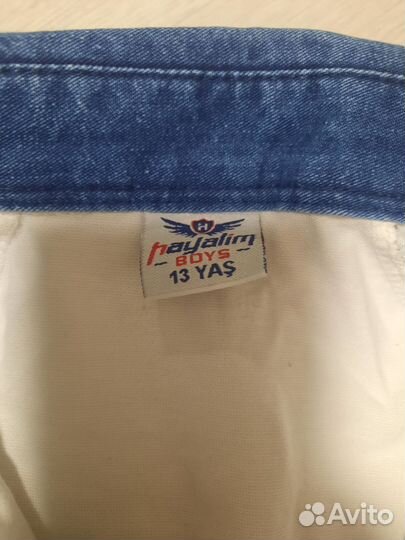 H
hayalim
BOYS
13 YAŞ
Avito